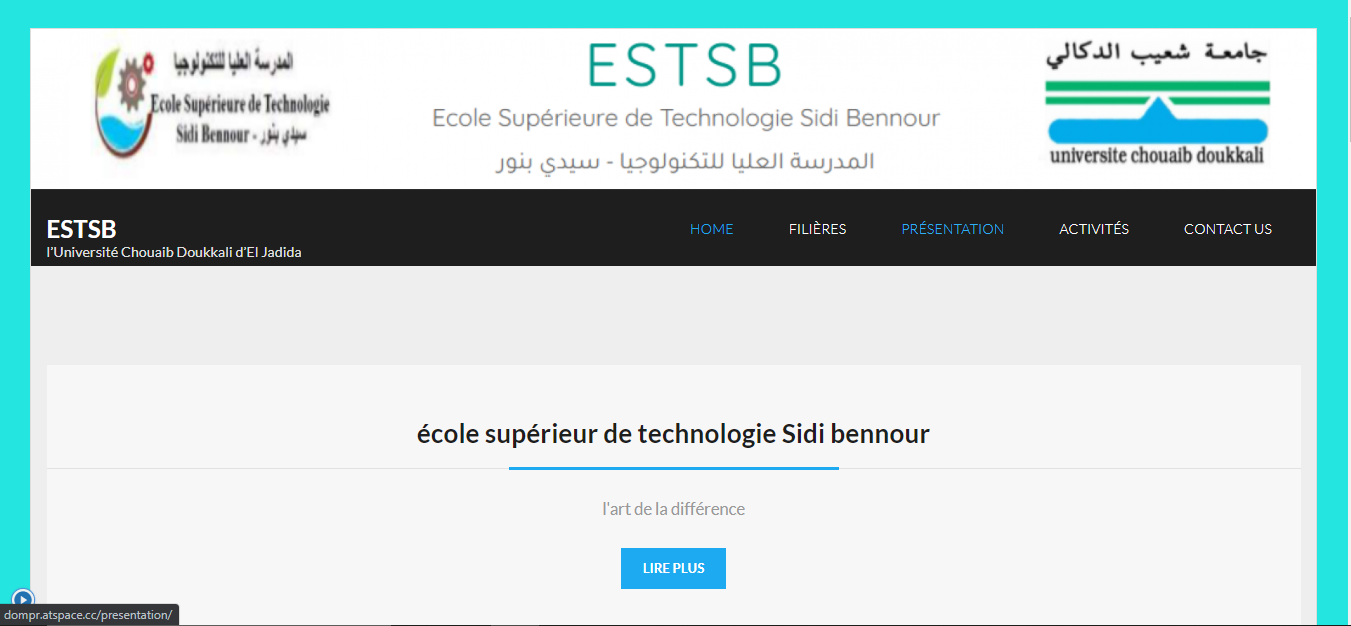 المدرسة العليا للتكنولوجيا
Ecole Supérieure de Technologie
Sidi Bennour - سيدي بنور
ESTSB
Ecole Supérieure de Technologie Sidi Bennour
المدرسة العليا للتكنولوجيا - سيدي بنور
جامعة شعيب الدكالي
universite chouaib doukkali
ESTSB
l'Université Chouaib Doukkali d'El Jadida
HOME FILIÈRES PRÉSENTATION ACTIVITÉS CONTACT US
école supérieur de technologie Sidi bennour
l'art de la différence
LIRE PLUS
dompr.atspace.cc/presentation/